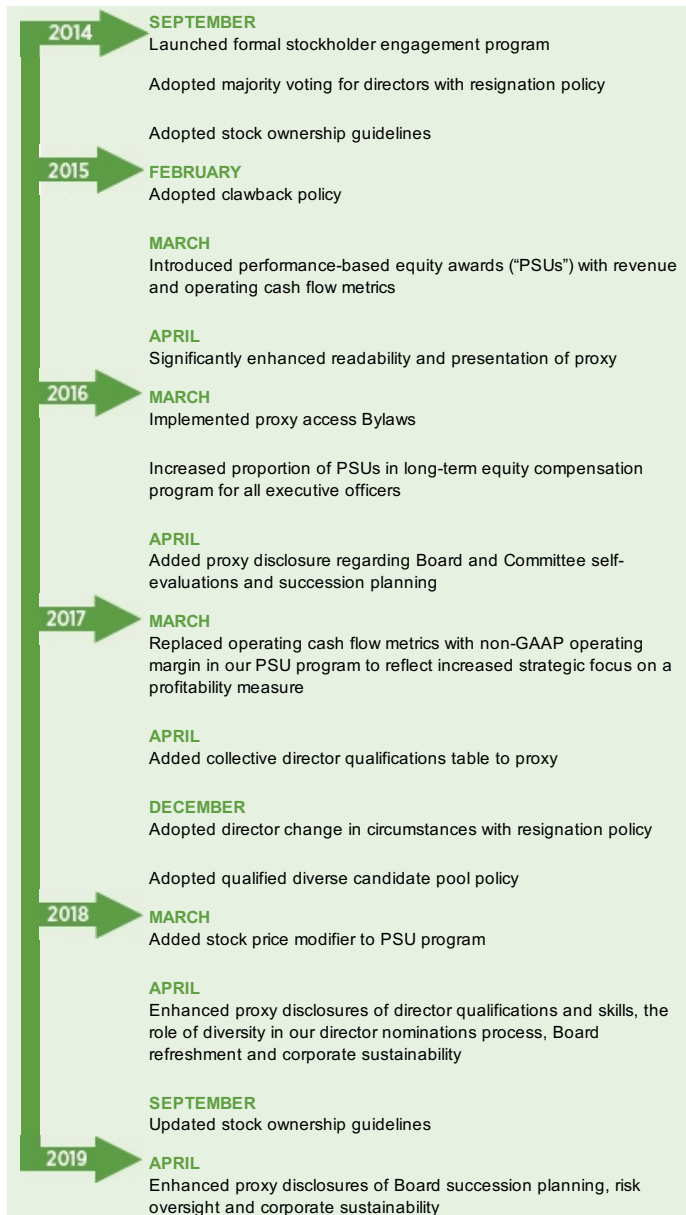 2014
SEPTEMBER
Launched formal stockholder engagement program
Adopted majority voting for directors with resignation policy
Adopted stock ownership guidelines
2015
FEBRUARY
Adopted clawback policy
MARCH
Introduced performance-based equity awards (“PSUs”) with revenue
and operating cash flow metrics
APRIL
Significantly enhanced readability and presentation of proxy
2016
MARCH
Implemented proxy access Bylaws
Increased proportion of PSUs in long-term equity compensation
program for all executive officers
APRIL
Added proxy disclosure regarding Board and Committee self-
evaluations and succession planning
2017
MARCH
Replaced operating cash flow metrics with non-GAAP operating
margin in our PSU program to reflect increased strategic focus on a
profitability measure
APRIL
Added collective director qualifications table to proxy
DECEMBER
Adopted director change in circumstances with resignation policy
Adopted qualified diverse candidate pool policy
2018
MARCH
Added stock price modifier to PSU program
APRIL
Enhanced proxy disclosures of director qualifications and skills, the
role of diversity in our director nominations process, Board
refreshment and corporate sustainability
SEPTEMBER
Updated stock ownership guidelines
2019
APRIL
Enhanced proxy disclosures of Board succession planning, risk
oversight and corporate sustainability